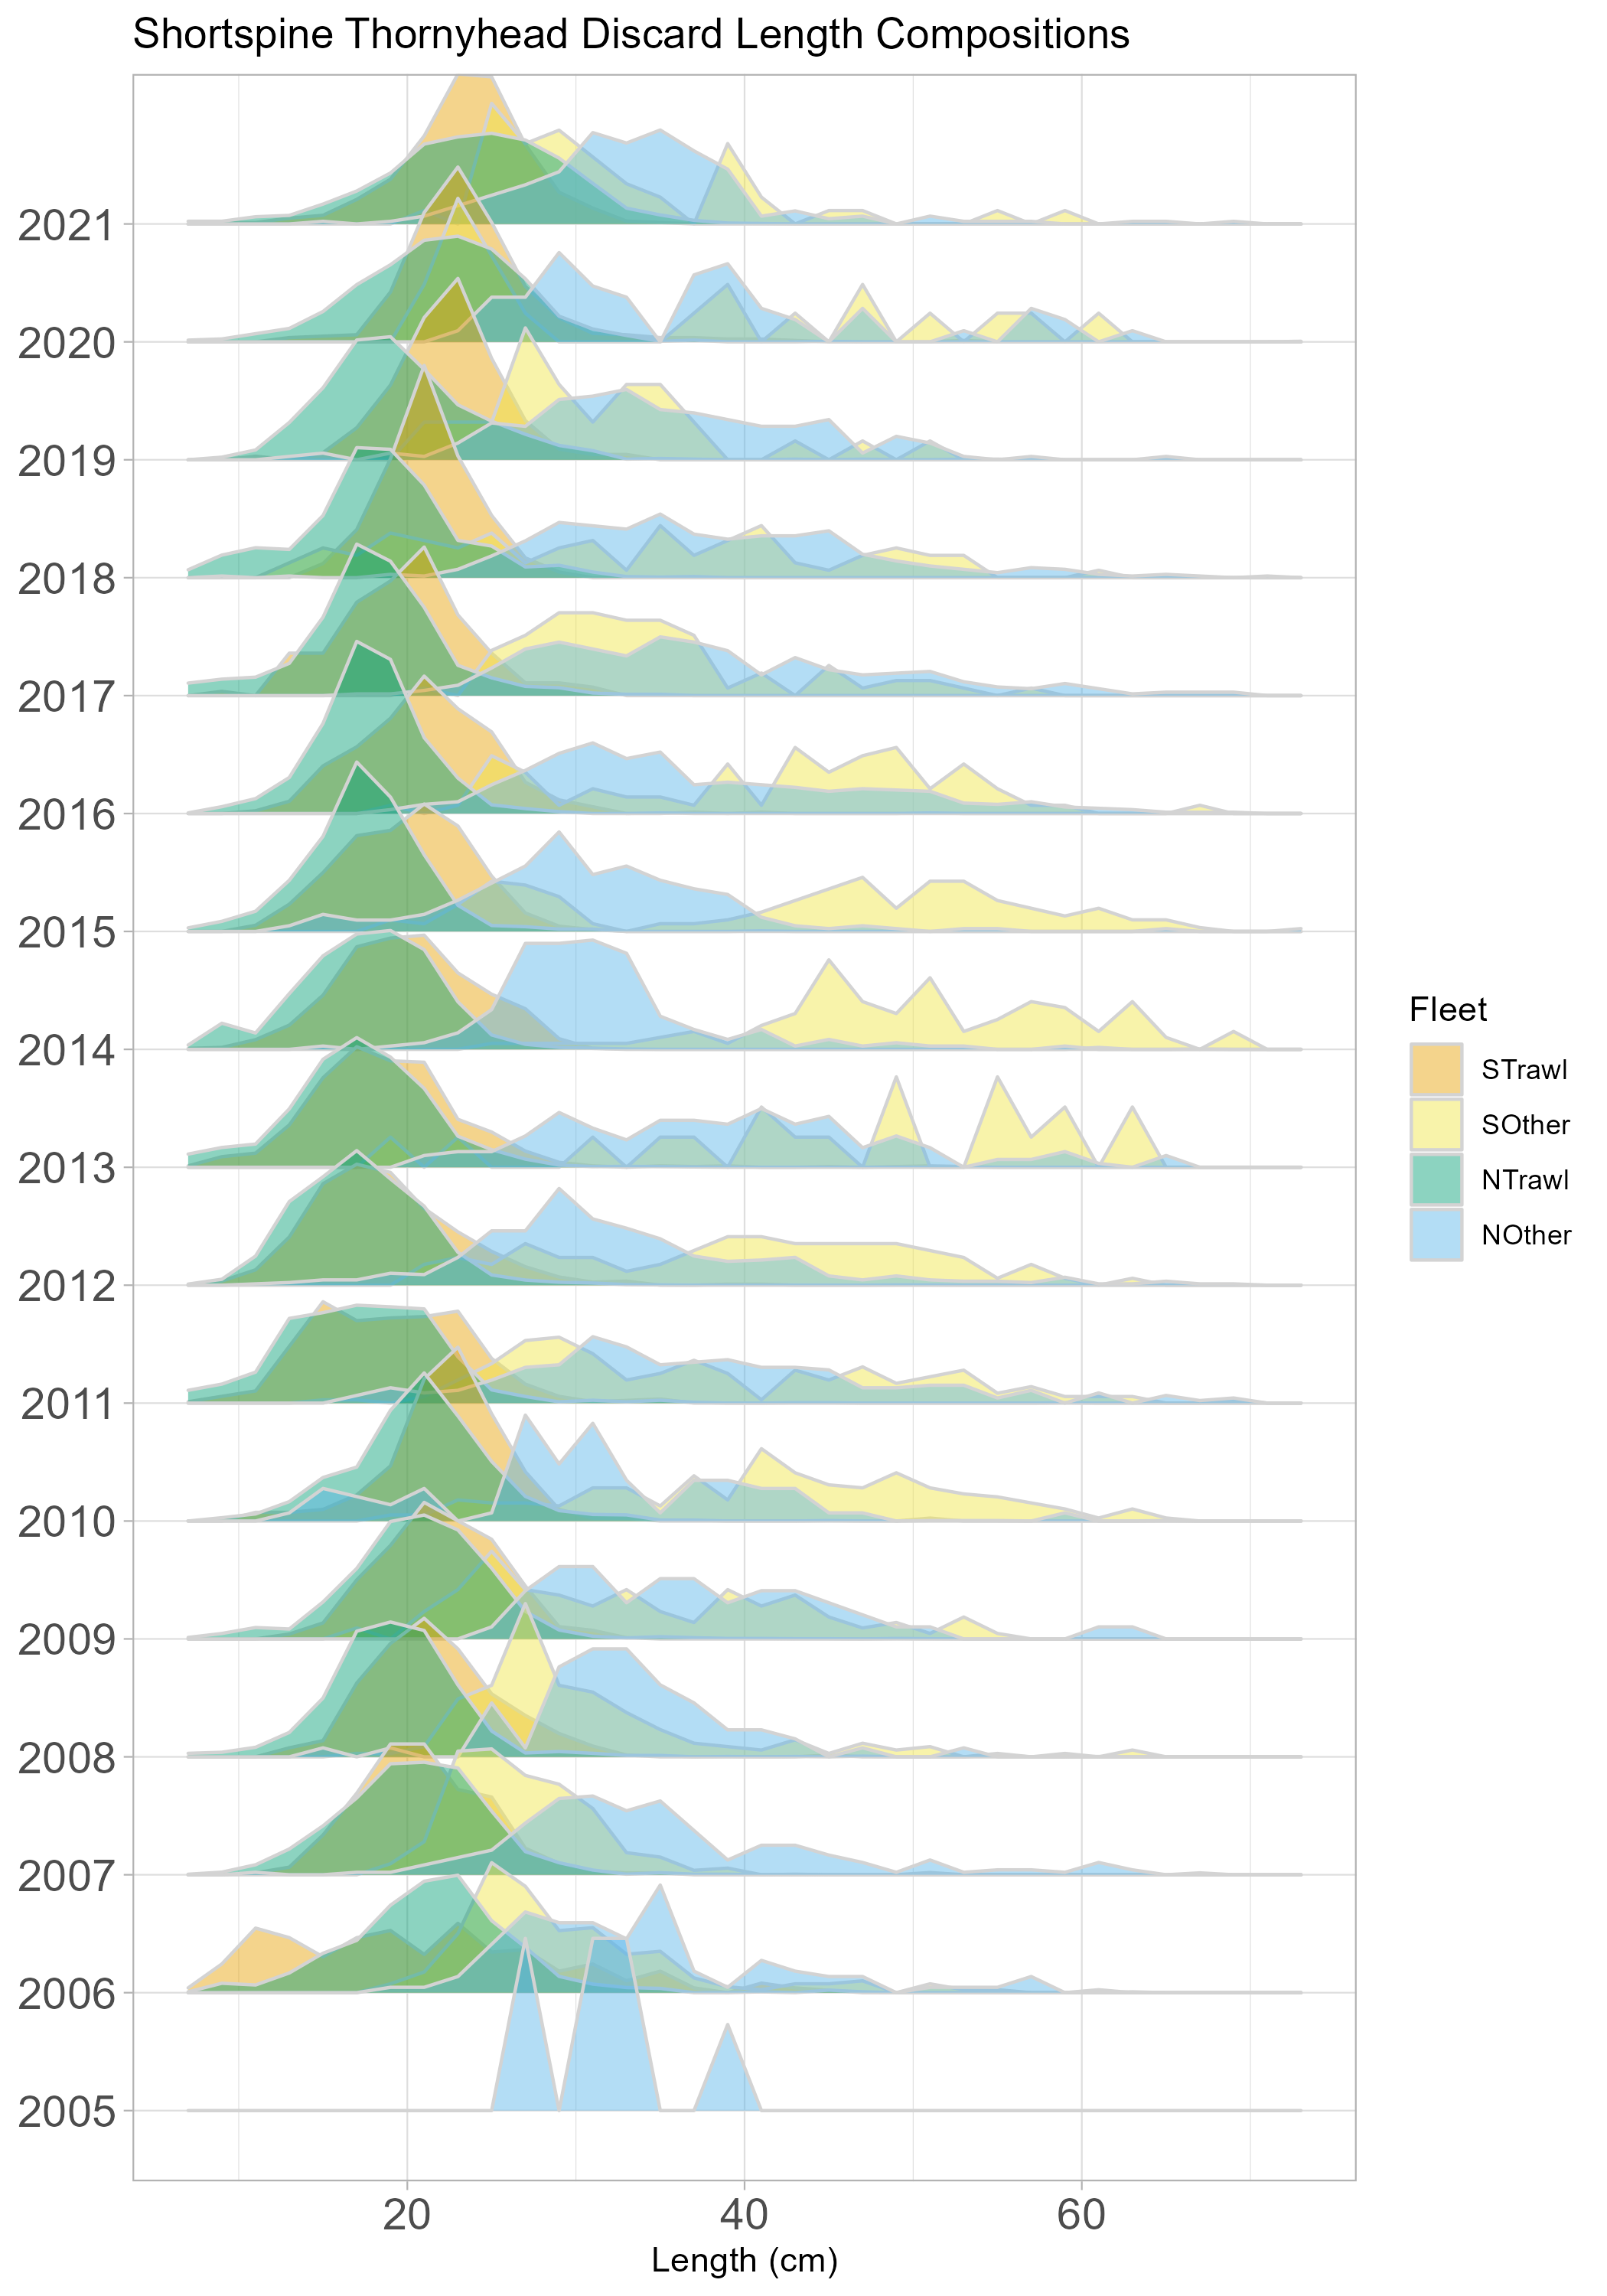 Shortspine Thornyhead Discard Length Compositions
2021
2020
2019
2018
2017
2016
2015
2014
2013
2012
2011
2010
2009
2008
2007
2006
2005
20 40 60
Length (cm)
Fleet
STrawl
SOther
NTrawl
NOther